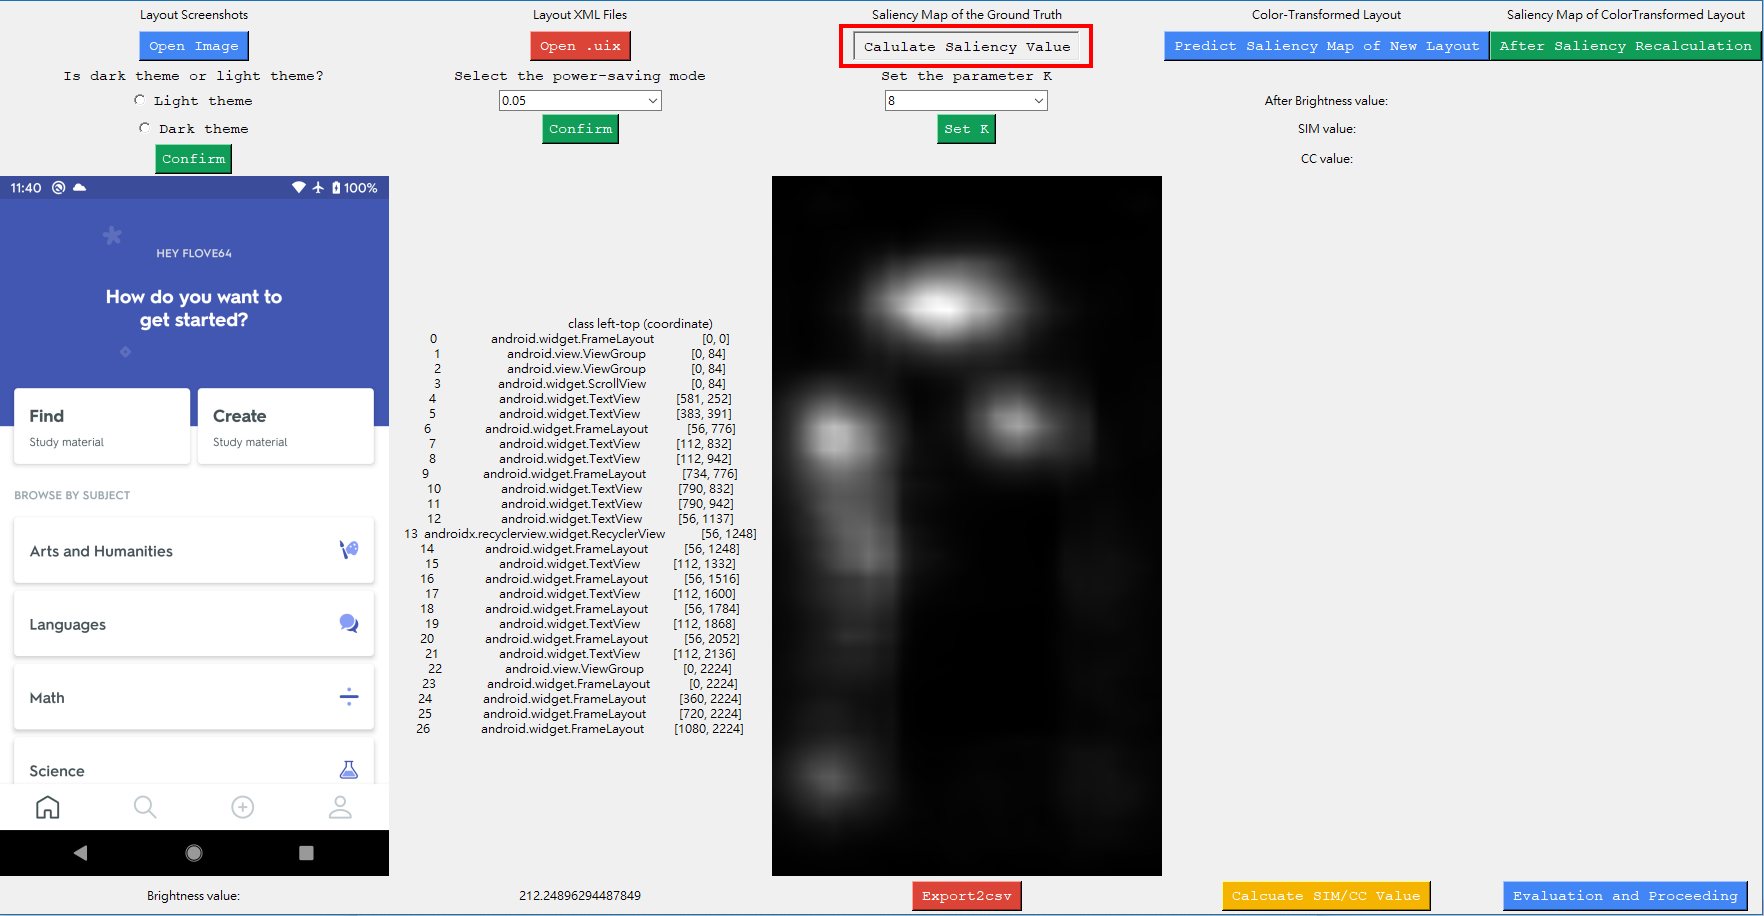 Layout Screenshots
Layout XML Files
Saliency Map of the Ground Truth
Color-Transformed Layout
Saliency Map of ColorTransformed Layout
Open Image
Open .uix
Calulate Saliency Value
Predict Saliency Map of New Layout
After Saliency Recalculation
Is dark theme or light theme?
Select the power-saving mode
Set the parameter K
Light theme
0.05
8
After Brightness value:
Dark theme
Confirm
Set K
SIM value:
Confirm
CC value:
11:40
100%
HEY FLOVE64
How do you want to
get started?
Find
Study material
Create
Study material
BROWSE BY SUBJECT
Arts and Humanities
Languages
Math
Science
class left-top (coordinate)
0 android.widget.FrameLayout [0, 0]
1 android.view.ViewGroup [0, 84]
2 android.view.ViewGroup [0, 84]
3 android.widget.ScrollView [0, 84]
4 android.widget.TextView [581, 252]
5 android.widget.TextView [383, 391]
6 android.widget.FrameLayout [56, 776]
7 android.widget.TextView [112, 832]
8 android.widget.TextView [112, 942]
9 android.widget.FrameLayout [734, 776]
10 android.widget.TextView [790, 832]
11 android.widget.TextView [790, 942]
12 android.widget.TextView [56, 1137]
13 androidx.recyclerview.widget.RecyclerView [56, 1248]
14 android.widget.FrameLayout [56, 1248]
15 android.widget.TextView [112, 1332]
16 android.widget.FrameLayout [56, 1516]
17 android.widget.TextView [112, 1600]
18 android.widget.FrameLayout [56, 1784]
19 android.widget.TextView [112, 1868]
20 android.widget.FrameLayout [56, 2052]
21 android.widget.TextView [112, 2136]
22 android.view.ViewGroup [0, 2224]
23 android.widget.FrameLayout [0, 2224]
24 android.widget.FrameLayout [360, 2224]
25 android.widget.FrameLayout [720, 2224]
26 android.widget.FrameLayout [1080, 2224]
Brightness value:
212.24896294487849
Export2csv
Calcuate SIM/CC Value
Evaluation and Proceeding